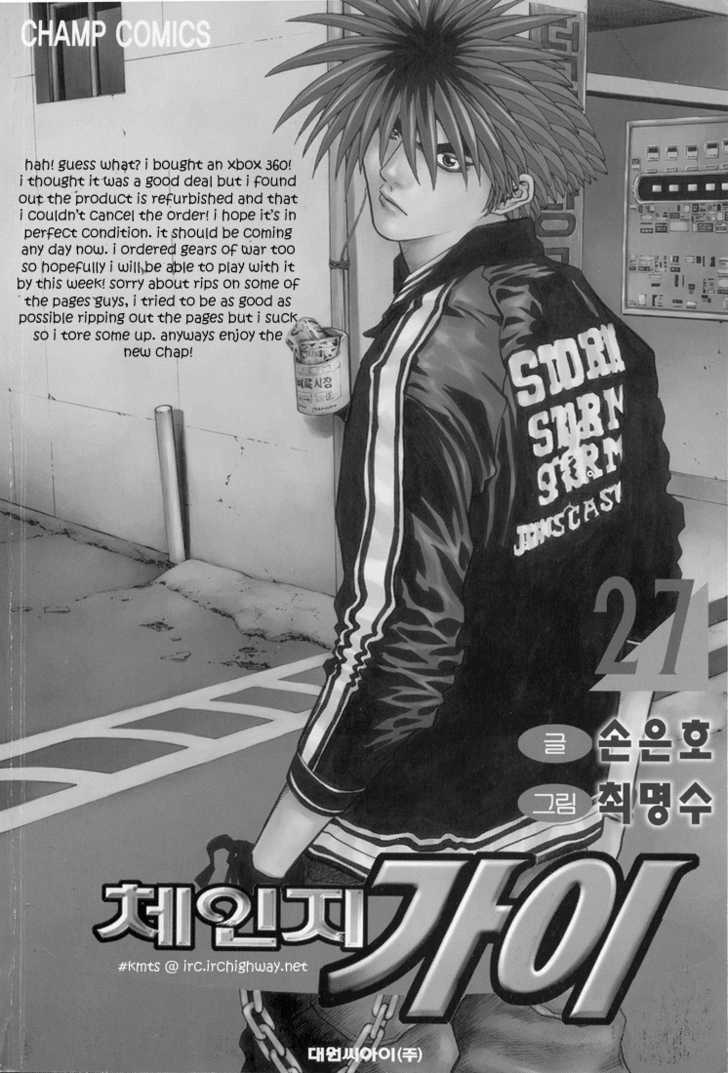 CHAMP COMICS
hah! guess what? i bought an xbox 360!
i thought it was a good deal but i found
out the product is refurbished and that
i couldn't cancel the order! i hope it's in
perfect condition. it should be coming
any day now. i ordered gears of war too
so hopefully i will be able to play with it
by this week! sorry about rips on some of
the pages guys, i tried to be as good as
possible ripping out the pages but i suck
so i tore some up. anyways enjoy the
new chap!
벼룩시장
STORM
STORM
STORM
27
글 손은호
그림 최명수
체인지 가이
#kmts @ irc.irchighway.net
대원씨아이(주)